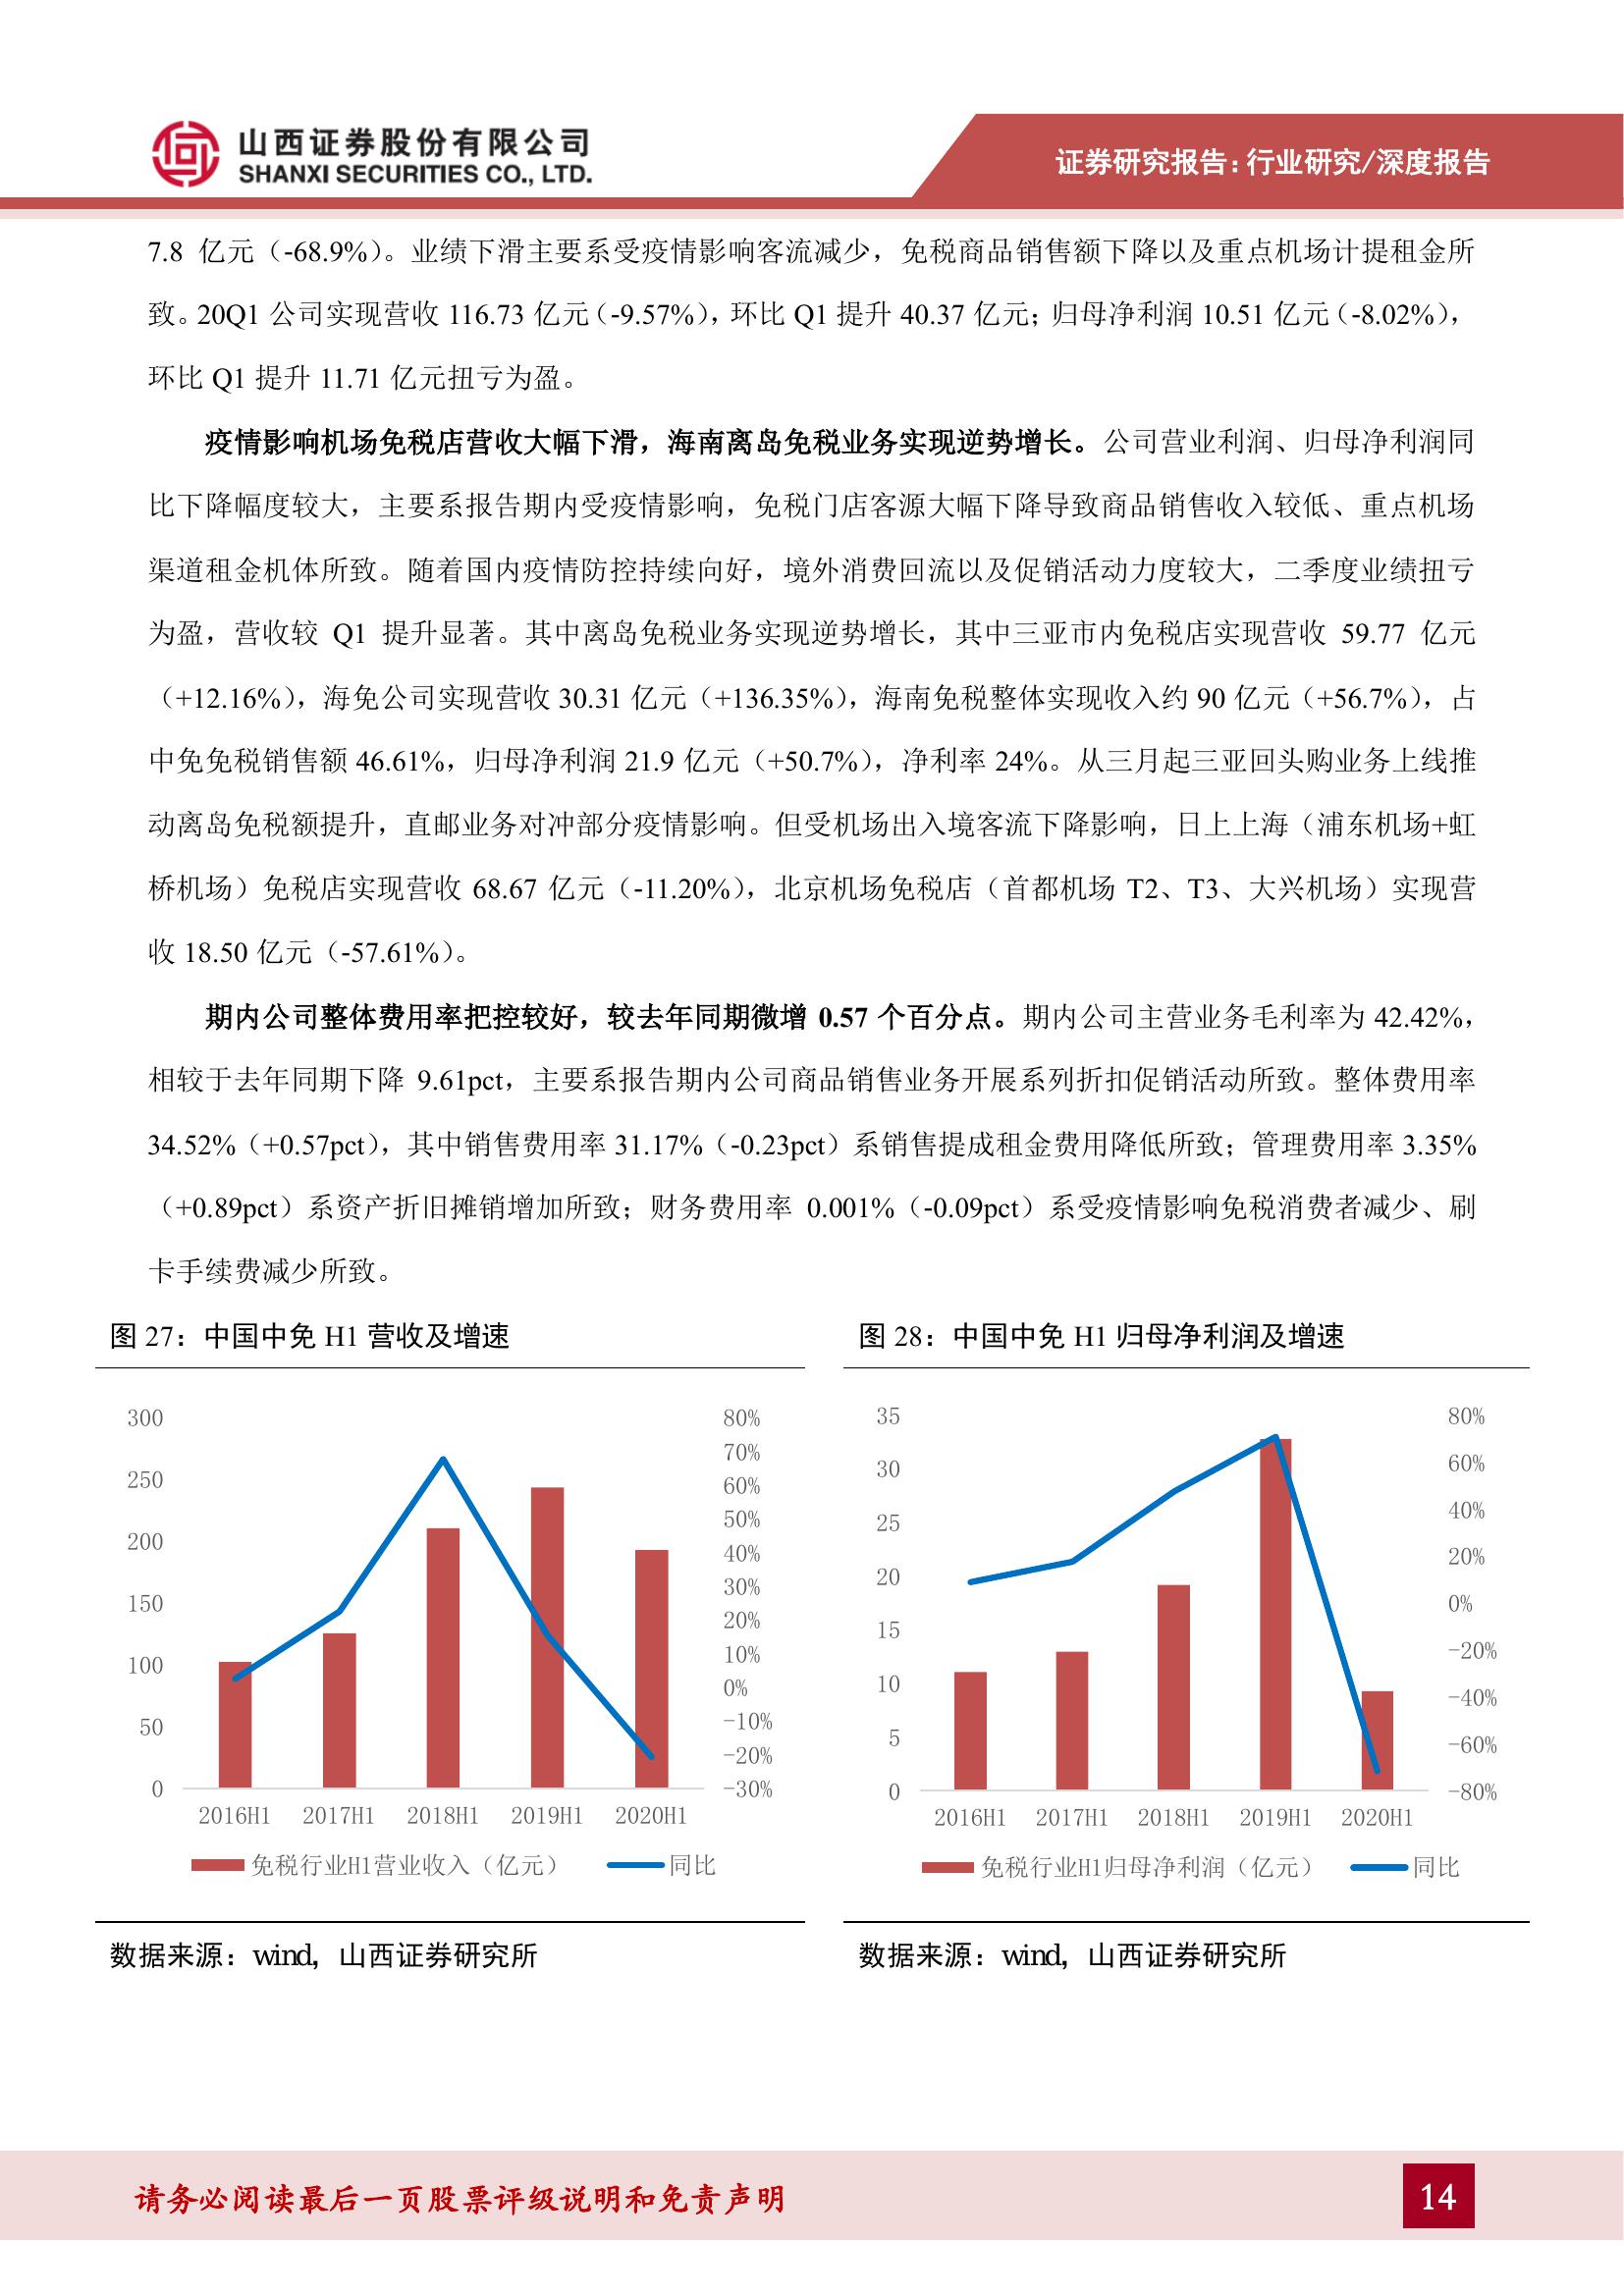 山西证券股份有限公司
SHANXI SECURITIES CO., LTD.
证券研究报告:行业研究/深度报告
7.8 亿元（-68.9%）。业绩下滑主要系受疫情影响客流减少，免税商品销售额下降以及重点机场计提租金所
致。20Q1 公司实现营收 116.73 亿元（-9.57%），环比 Q1 提升 40.37 亿元；归母净利润 10.51 亿元（-8.02%），
环比 Q1 提升 11.71 亿元扭亏为盈。
疫情影响机场免税店营收大幅下滑，海南离岛免税业务实现逆势增长。公司营业利润、归母净利润同
比下降幅度较大，主要系报告期内受疫情影响，免税门店客源大幅下降导致商品销售收入较低、重点机场
渠道租金机体所致。随着国内疫情防控持续向好，境外消费回流以及促销活动力度较大，二季度业绩扭亏
为盈，营收较 Q1 提升显著。其中离岛免税业务实现逆势增长，其中三亚市内免税店实现营收 59.77 亿元
（+12.16%），海免公司实现营收 30.31 亿元（+136.35%），海南免税整体实现收入约 90 亿元（+56.7%），占
中免免税销售额 46.61%，归母净利润 21.9 亿元（+50.7%），净利率 24%。从三月起三亚回头购业务上线推
动离岛免税额提升，直邮业务对冲部分疫情影响。但受机场出入境客流下降影响，日上上海（浦东机场+虹
桥机场）免税店实现营收 68.67 亿元（-11.20%），北京机场免税店（首都机场 T2、T3、大兴机场）实现营
收 18.50 亿元（-57.61%）。
期内公司整体费用率把控较好，较去年同期微增 0.57 个百分点。期内公司主营业务毛利率为 42.42%，
相较于去年同期下降 9.61pct，主要系报告期内公司商品销售业务开展系列折扣促销活动所致。整体费用率
34.52%（+0.57pct），其中销售费用率 31.17%（-0.23pct）系销售提成租金费用降低所致；管理费用率 3.35%
（+0.89pct）系资产折旧摊销增加所致；财务费用率 0.001%（-0.09pct）系受疫情影响免税消费者减少、刷
卡手续费减少所致。
图 27：中国中免 H1 营收及增速
300
250
200
150
100
50
0
80%
70%
60%
50%
40%
30%
20%
10%
0%
-10%
-20%
-30%
2016H1 2017H1 2018H1 2019H1 2020H1
免税行业H1营业收入（亿元） 同比
数据来源：wind，山西证券研究所
图 28：中国中免 H1 归母净利润及增速
35
30
25
20
15
10
5
0
80%
60%
40%
20%
0%
-20%
-40%
-60%
-80%
2016H1 2017H1 2018H1 2019H1 2020H1
免税行业H1归母净利润（亿元） 同比
数据来源：wind，山西证券研究所
请务必阅读最后一页股票评级说明和免责声明
14